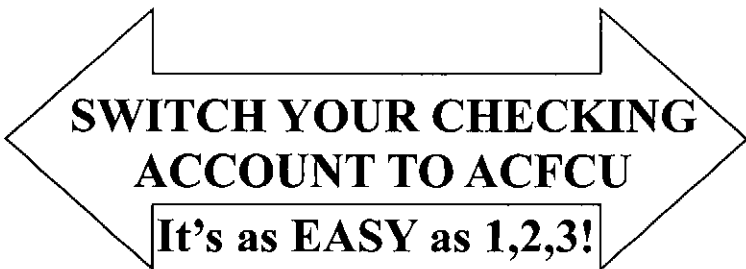 SWITCH YOUR CHECKING
ACCOUNT TO ACFCU
It's as EASY as 1,2,3!